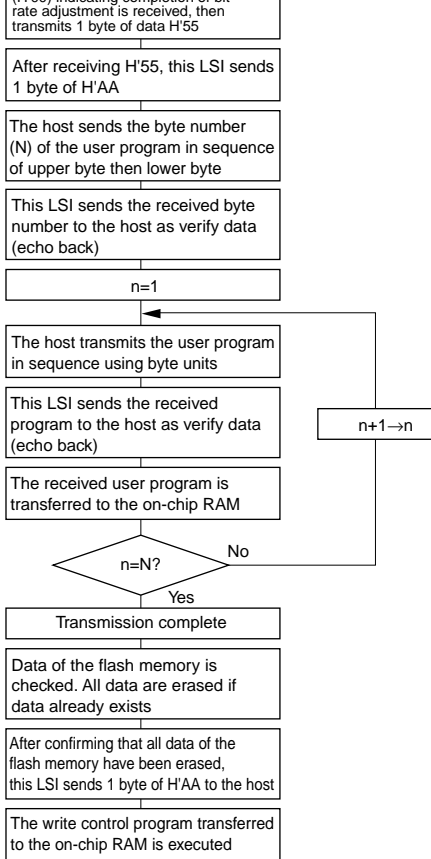 rate adjustment is received, then
transmits 1 byte of data H'55
After receiving H'55, this LSI sends
1 byte of H'AA
The host sends the byte number
(N) of the user program in sequence
of upper byte then lower byte
This LSI sends the received byte
number to the host as verify data
(echo back)
n=1
The host transmits the user program
in sequence using byte units
This LSI sends the received
program to the host as verify data
(echo back)
n+1→n
The received user program is
transferred to the on-chip RAM
No
n=N?
Yes
Transmission complete
Data of the flash memory is
checked. All data are erased if
data already exists
After confirming that all data of the
flash memory have been erased,
this LSI sends 1 byte of H'AA to the host
The write control program transferred
to the on-chip RAM is executed